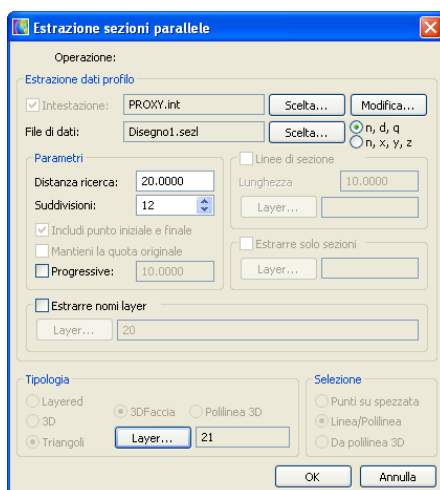 Estrazione sezioni parallele
Operazione:
Estrazione dati profilo
Intestazione: PROXY.int Scelta... Modifica...
File di dati: Disegno1.sezl Scelta... n, d, q
n, x, y, z
Parametri
Distanza ricerca: 20.0000
Suddivisioni: 12
Includi punto iniziale e finale
Mantieni la quota originale
Progressive: 10.0000
Linee di sezione
Lunghezza 10.0000
Layer...
Estrarre solo sezioni
Layer...
Estrarre nomi layer
Layer... 20
Tipologia
Layered
3D
Triangoli
3DFaccia Polilinea 3D
Layer... 21
Selezione
Punti su spezzata
Linea/Polilinea
Da polilinea 3D
OK Annulla